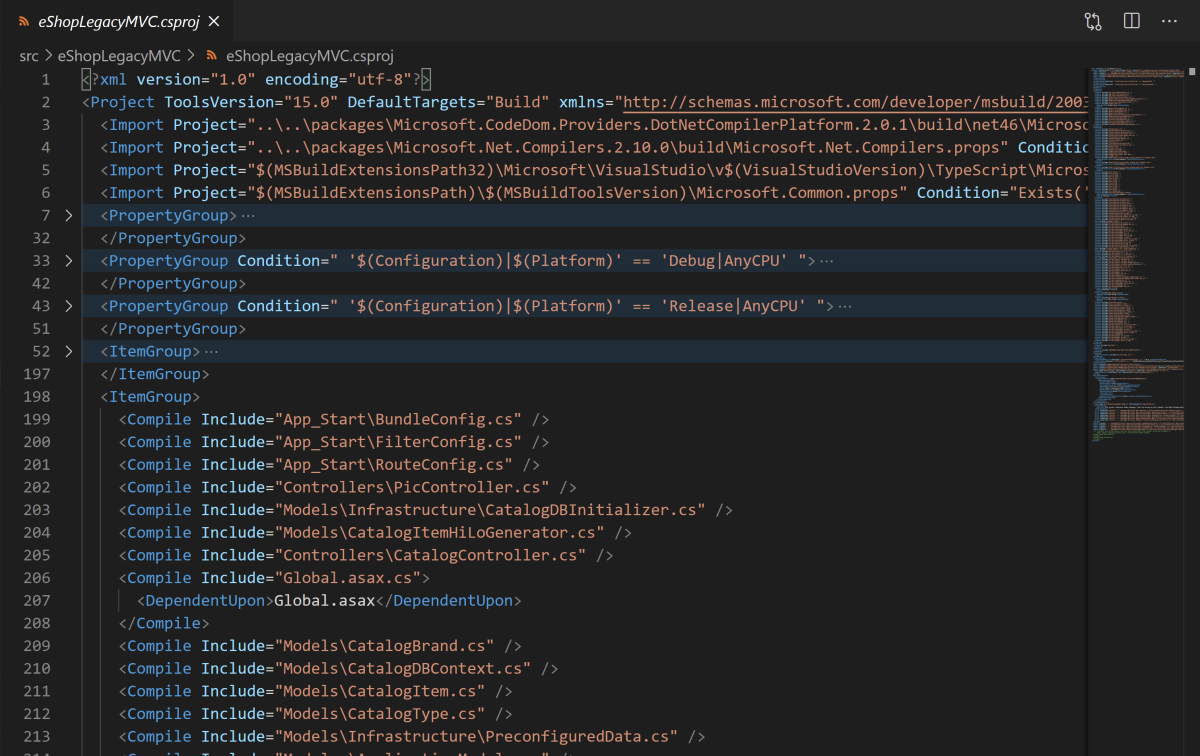 eShopLegacyMVC.csproj
src > eShopLegacyMVC > eShopLegacyMVC.csproj
1 <?xml version="1.0" encoding="utf-8"?>
2 <Project ToolsVersion="15.0" DefaultTargets="Build" xmlns="http://schemas.microsoft.com/developer/msbuild/2003
3 <Import Project="..\..\packages\Microsoft.CodeDom.Providers.DotNetCompilerPlatform.2.0.1\build\net46\Microso
4 <Import Project="..\..\packages\Microsoft.Net.Compilers.2.10.0\build\Microsoft.Net.Compilers.props" Conditio
5 <Import Project="$(MSBuildExtensionsPath32)\Microsoft\VisualStudio\v$(VisualStudioVersion)\TypeScript\Micros
6 <Import Project="$(MSBuildExtensionsPath)\$(MSBuildToolsVersion)\Microsoft.Common.props" Condition="Exists('
7 <PropertyGroup>···
32 </PropertyGroup>
33 <PropertyGroup Condition=" '$(Configuration)|$(Platform)' == 'Debug|AnyCPU' ">···
42 </PropertyGroup>
43 <PropertyGroup Condition=" '$(Configuration)|$(Platform)' == 'Release|AnyCPU' ">···
51 </PropertyGroup>
52 <ItemGroup>···
197 </ItemGroup>
198 <ItemGroup>
199 <Compile Include="App_Start\BundleConfig.cs" />
200 <Compile Include="App_Start\FilterConfig.cs" />
201 <Compile Include="App_Start\RouteConfig.cs" />
202 <Compile Include="Controllers\PicController.cs" />
203 <Compile Include="Models\Infrastructure\CatalogDBInitializer.cs" />
204 <Compile Include="Models\CatalogItemHiLoGenerator.cs" />
205 <Compile Include="Controllers\CatalogController.cs" />
206 <Compile Include="Global.asax.cs">
207 <DependentUpon>Global.asax</DependentUpon>
208 </Compile>
209 <Compile Include="Models\CatalogBrand.cs" />
210 <Compile Include="Models\CatalogDBContext.cs" />
211 <Compile Include="Models\CatalogItem.cs" />
212 <Compile Include="Models\CatalogType.cs" />
213 <Compile Include="Models\Infrastructure\PreconfiguredData.cs" />